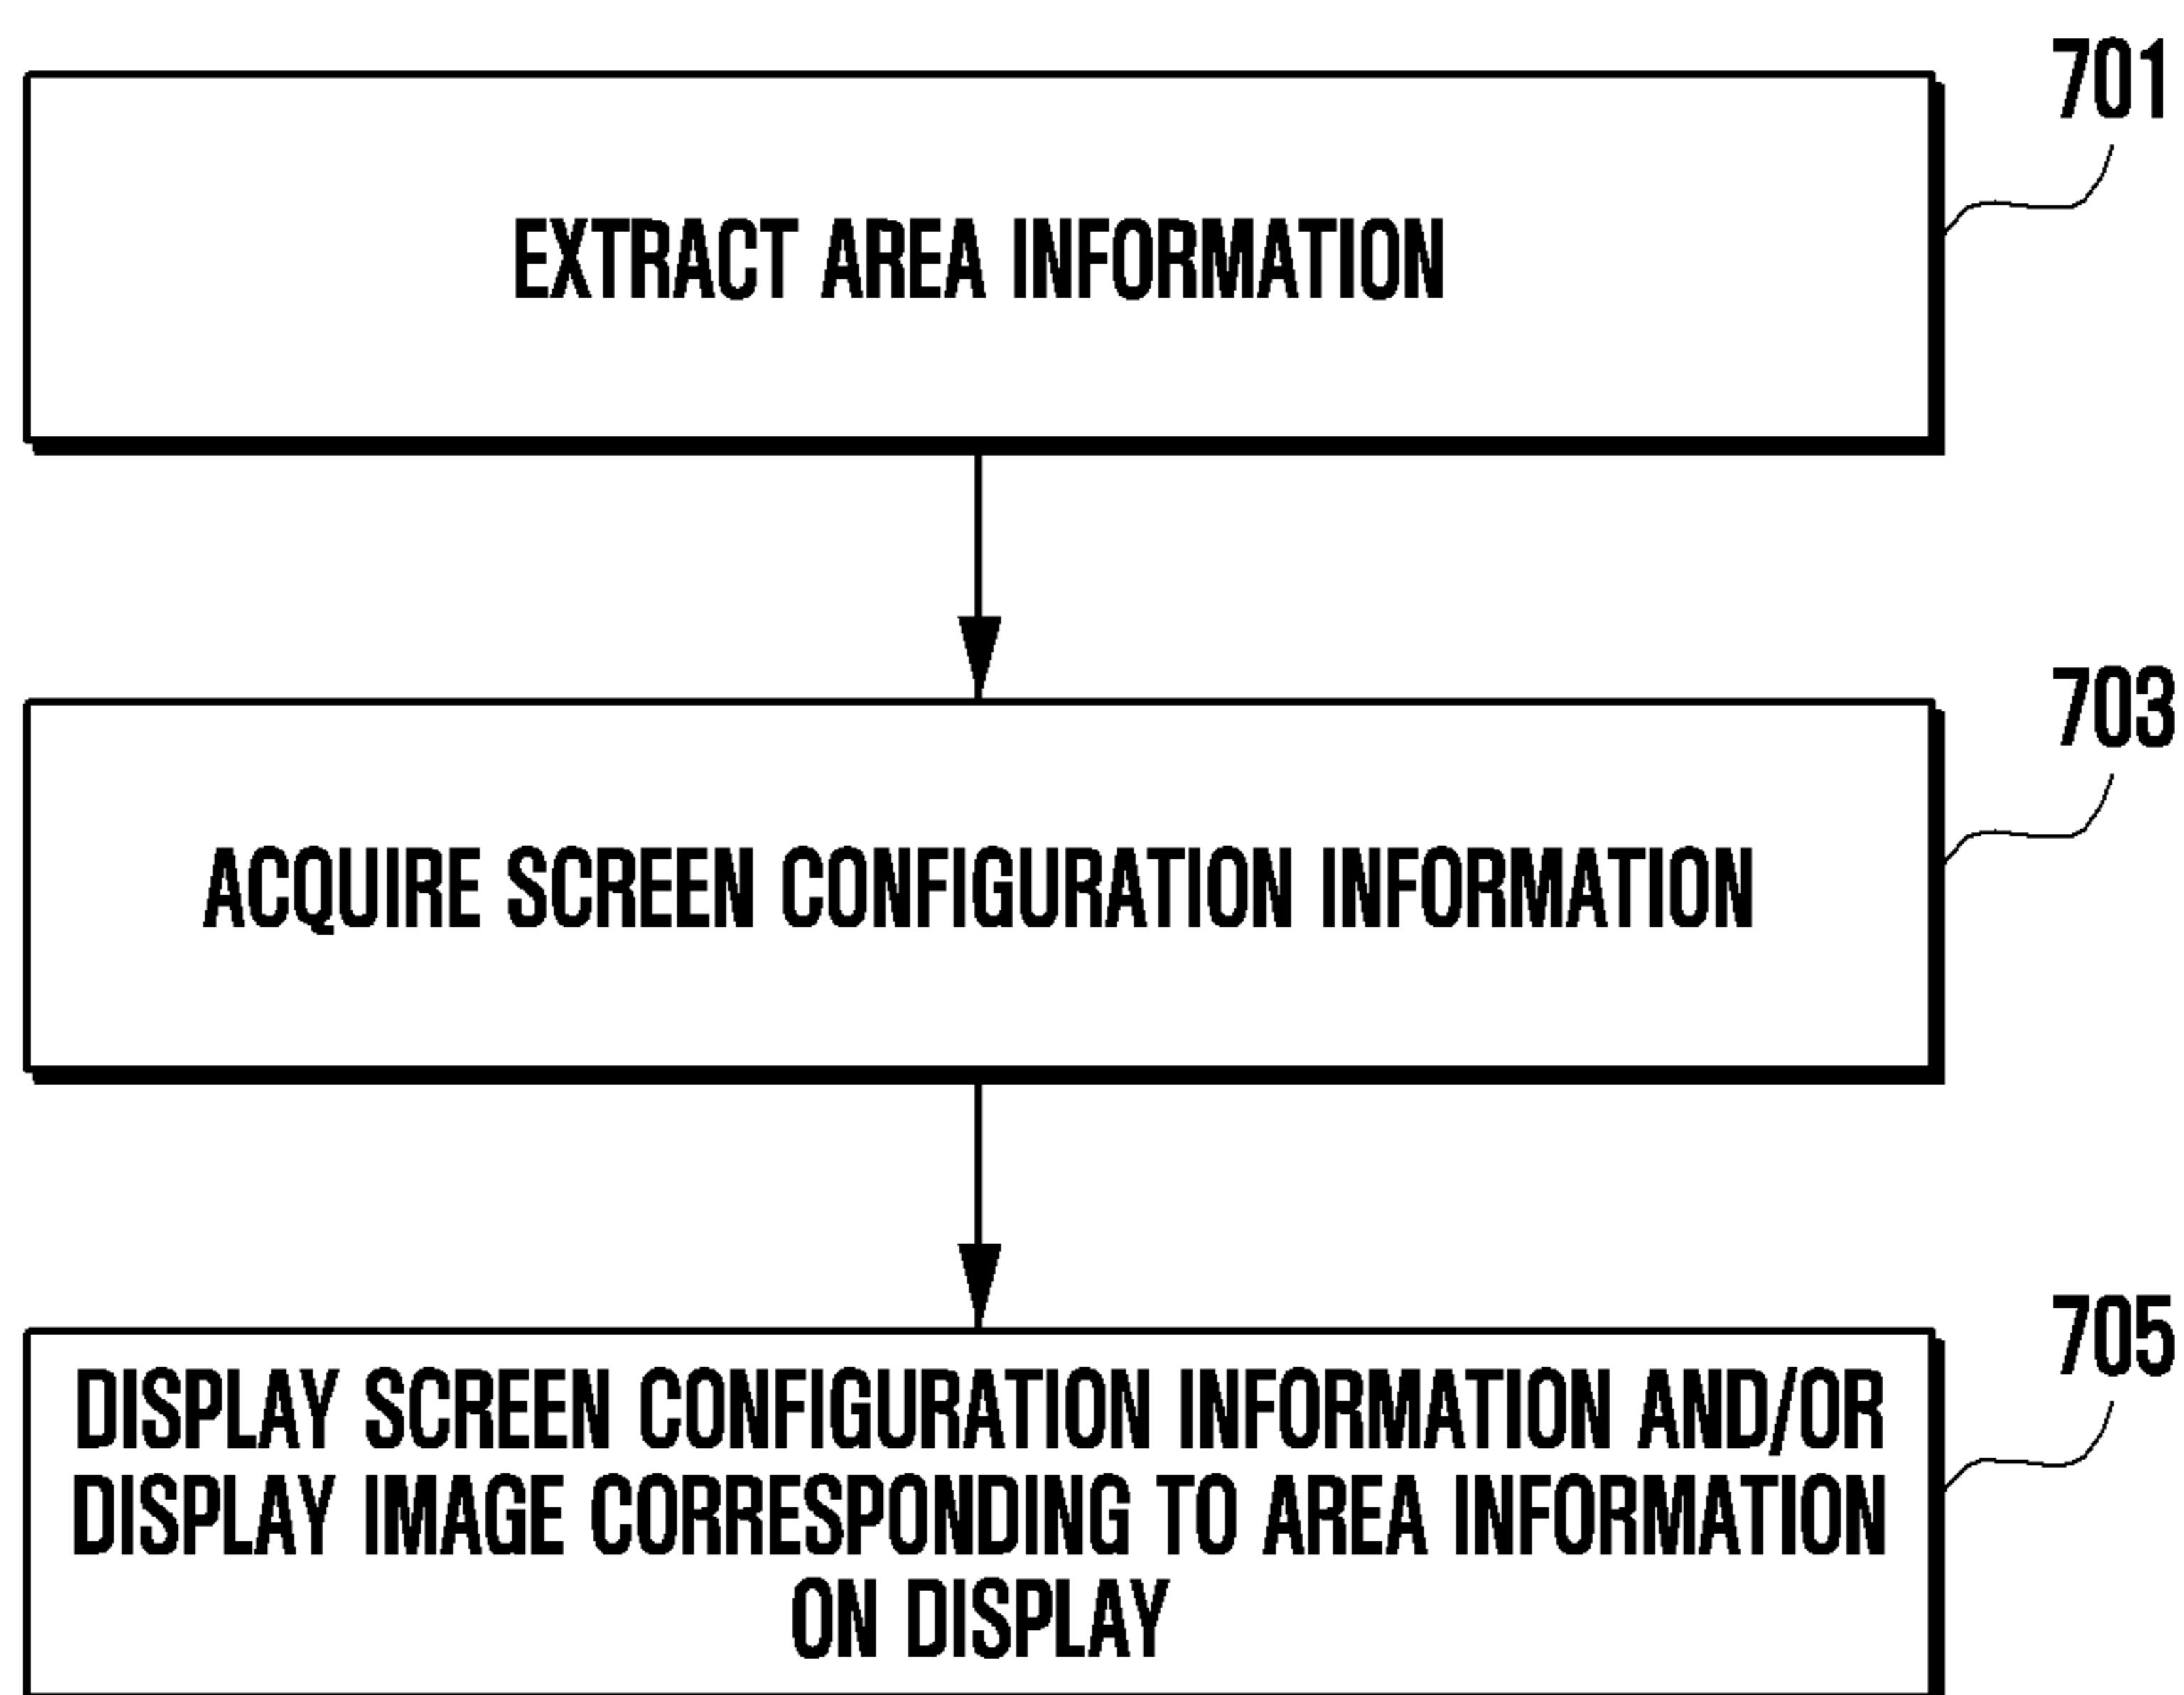 701
EXTRACT AREA INFORMATION
703
ACQUIRE SCREEN CONFIGURATION INFORMATION
705
DISPLAY SCREEN CONFIGURATION INFORMATION AND/OR
DISPLAY IMAGE CORRESPONDING TO AREA INFORMATION
ON DISPLAY